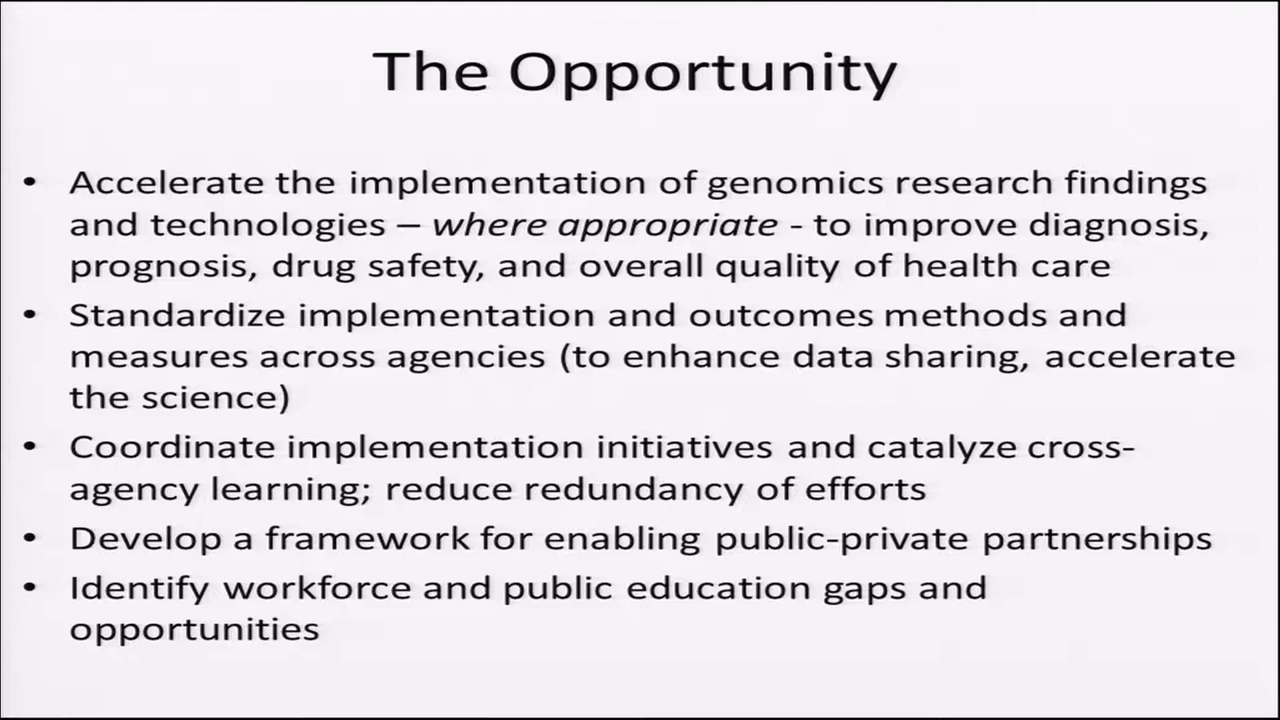 The Opportunity
• Accelerate the implementation of genomics research findings
and technologies – where appropriate - to improve diagnosis,
prognosis, drug safety, and overall quality of health care
• Standardize implementation and outcomes methods and
measures across agencies (to enhance data sharing, accelerate
the science)
• Coordinate implementation initiatives and catalyze cross-
agency learning; reduce redundancy of efforts
• Develop a framework for enabling public-private partnerships
• Identify workforce and public education gaps and
opportunities